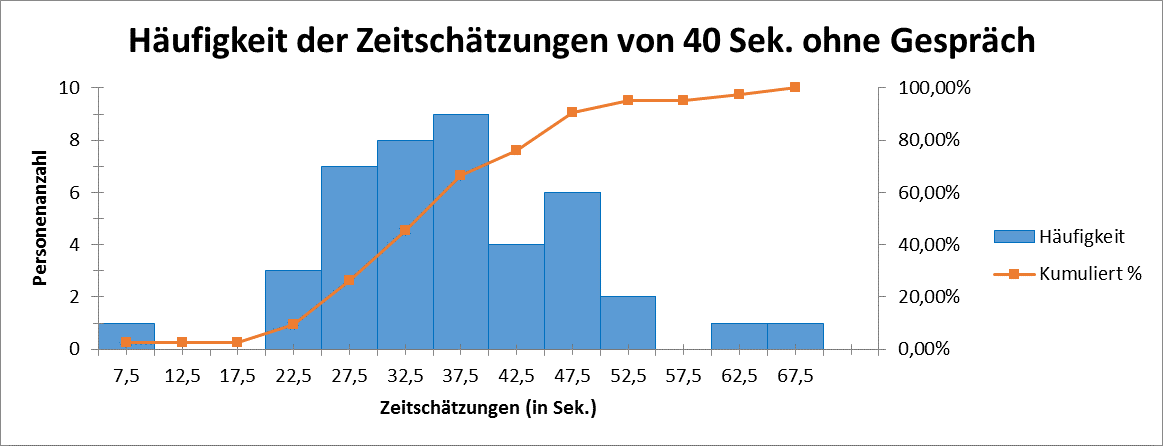 Häufigkeit der Zeitschätzungen von 40 Sek. ohne Gespräch
Personenanzahl
10
8
6
4
2
0
100,00%
80,00%
60,00%
40,00%
20,00%
0,00%
7,5 12,5 17,5 22,5 27,5 32,5 37,5 42,5 47,5 52,5 57,5 62,5 67,5
Zeitschätzungen (in Sek.)
Häufigkeit
Kumuliert %